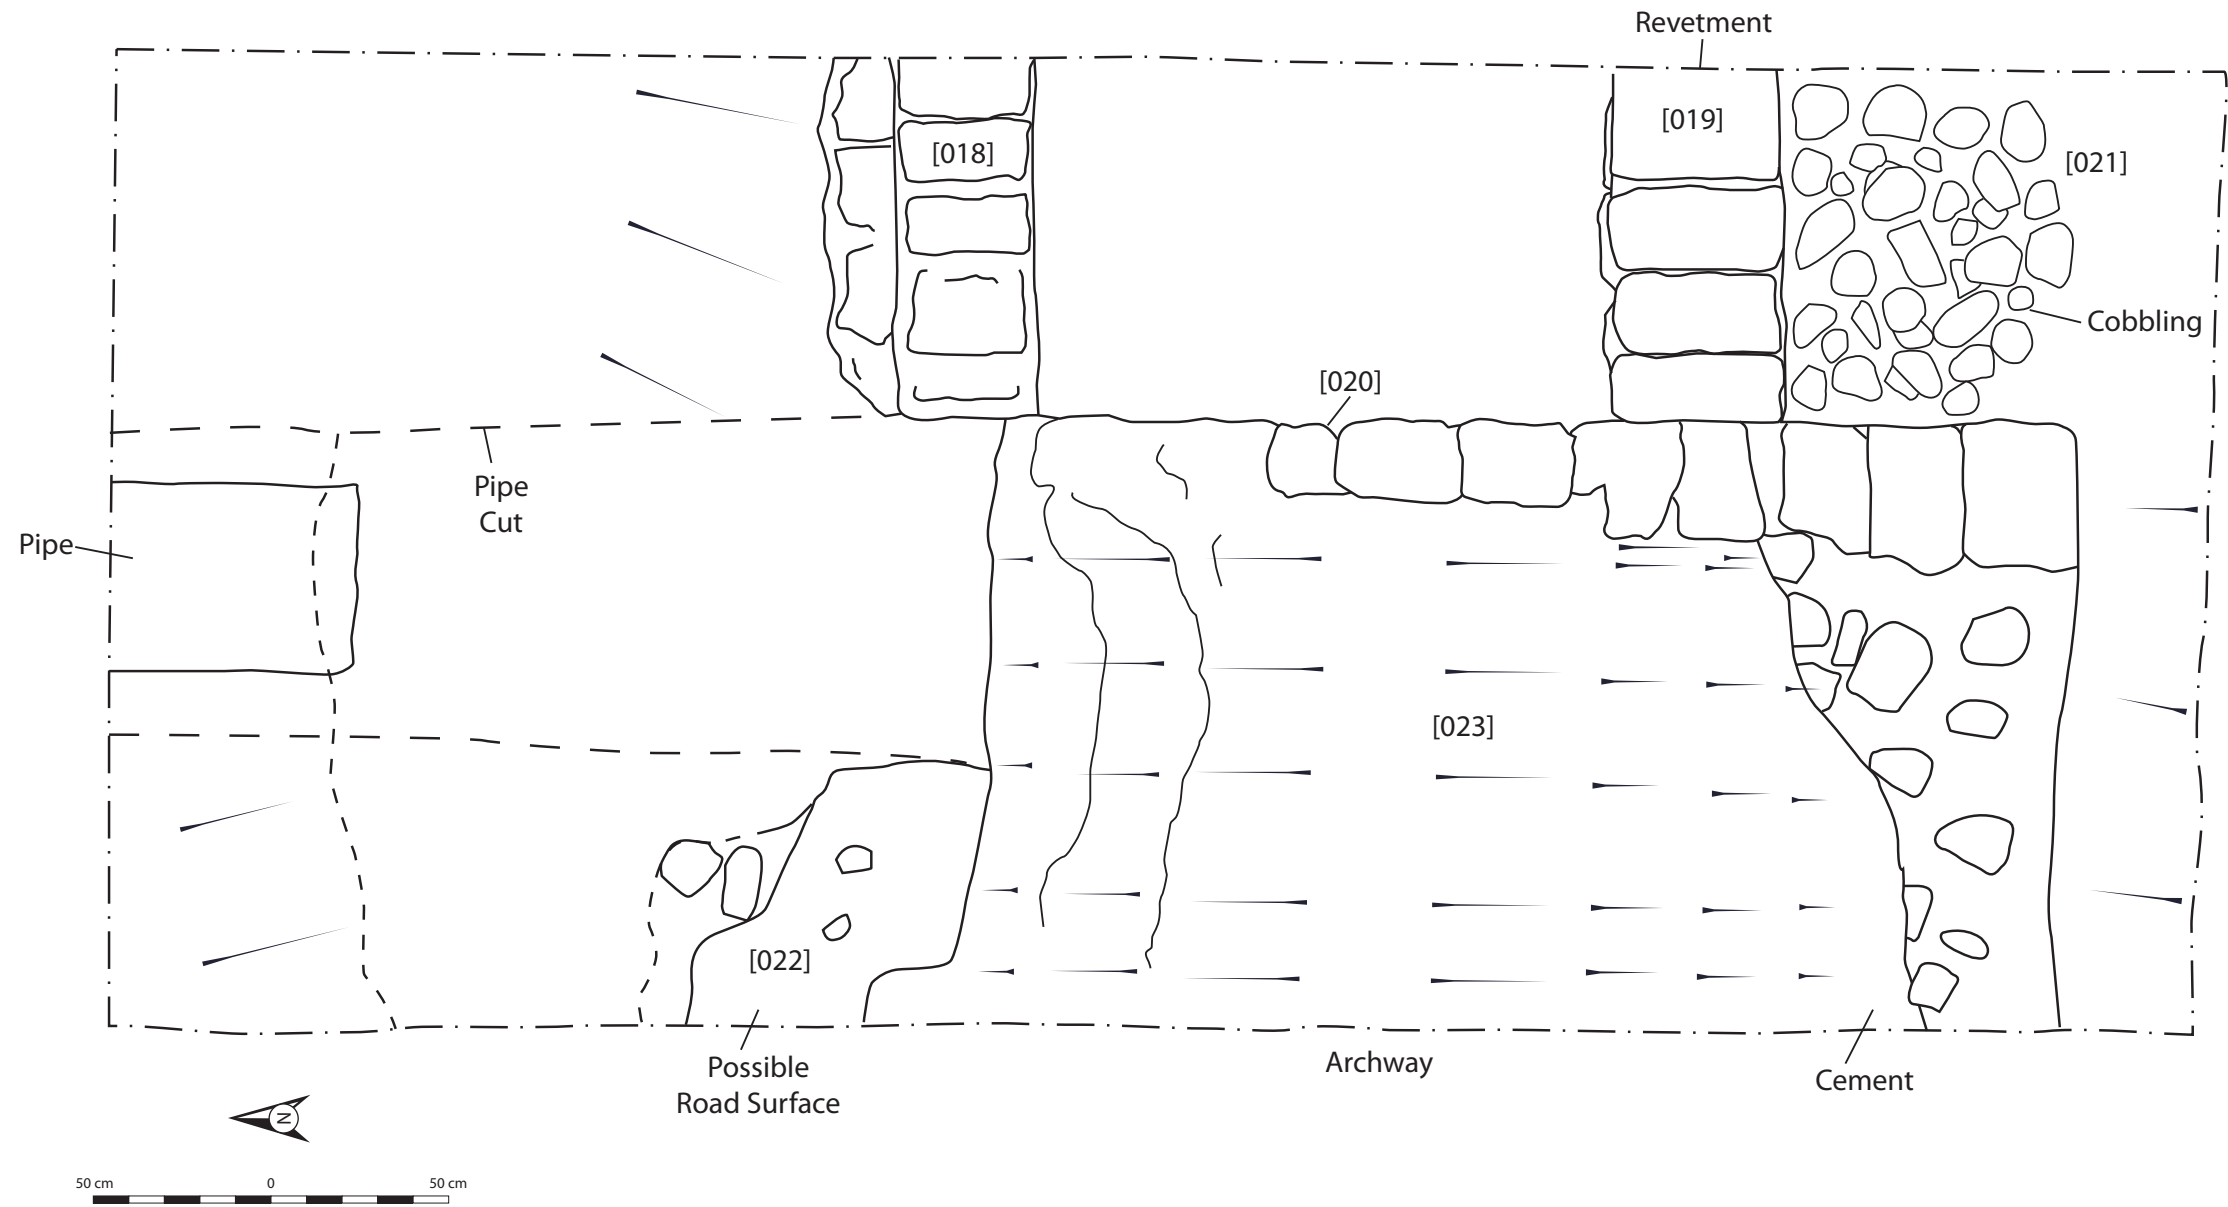 Revetment
[019]
[018]
[021]
Cobbling
[020]
Pipe
Cut
Pipe
[023]
[022]
Possible
Road Surface
Archway
Cement
N
50 cm 0 50 cm